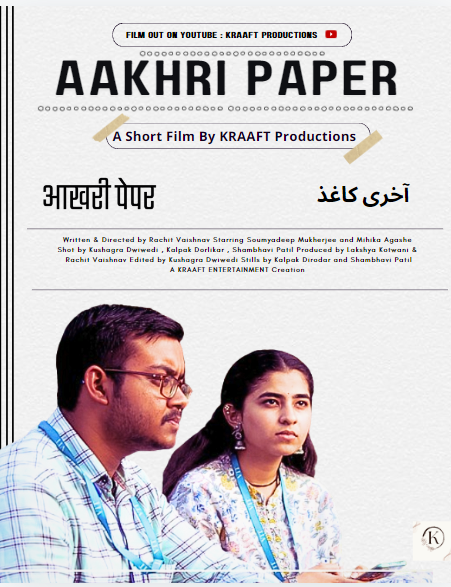 FILM OUT ON YOUTUBE : KRAAFT PRODUCTIONS
AAKHRI PAPER
A Short Film By KRAAFT Productions
आखरी पेपर
آخری کاغذ
Written & Directed by Rachit Vaishnav Starring Soumyadeep Mukherjee and Mihika Agashe
Shot by Kushagra Dwiwedi , Kalpak Dorlikar , Shambhavi Patil Produced by Lakshya Kotwani &
Rachit Vaishnav Edited by Kushagra Dwiwedi Stills by Kalpak Diradar and Shambhavi Patil
A KRAAFT ENTERTAINMENT Creation
K